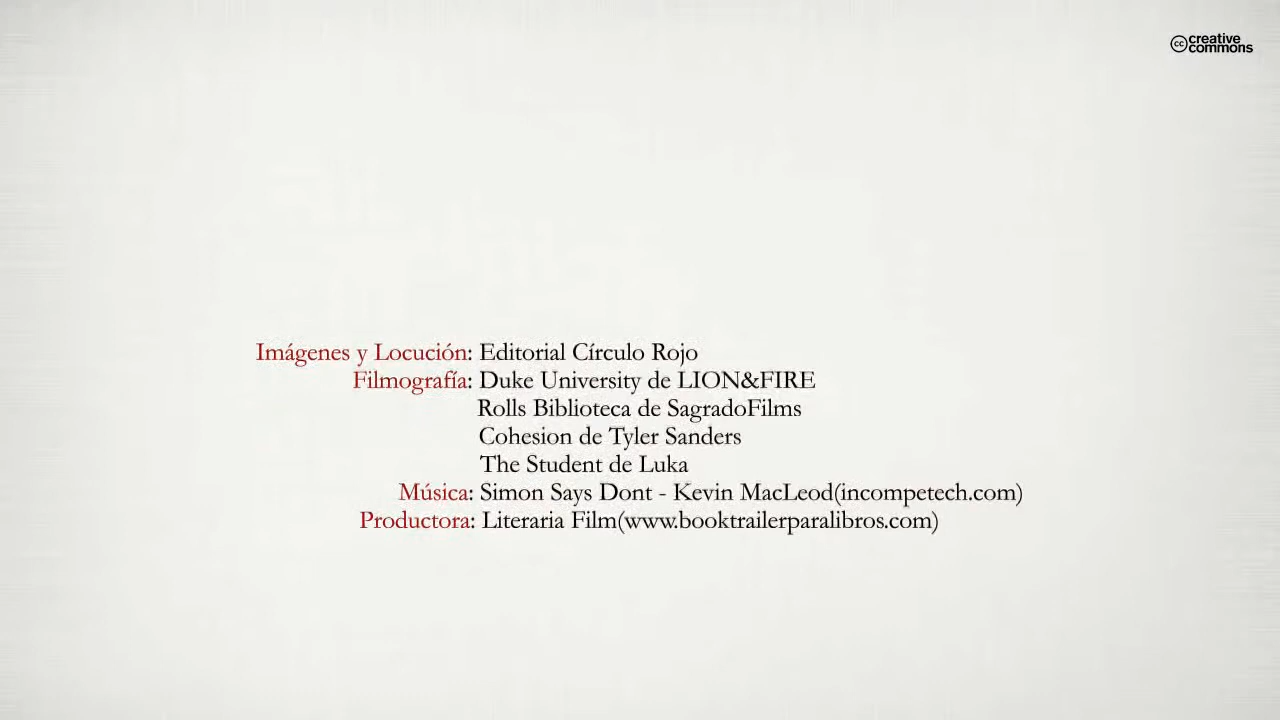 creative
commons
Imágenes y Locución: Editorial Círculo Rojo
Filmografía: Duke University de LION&FIRE
Rolls Biblioteca de SagradoFilms
Cohesion de Tyler Sanders
The Student de Luka
Música: Simon Says Dont - Kevin MacLeod(incompetech.com)
Productora: Literaria Film(www.booktrailerparalibros.com)